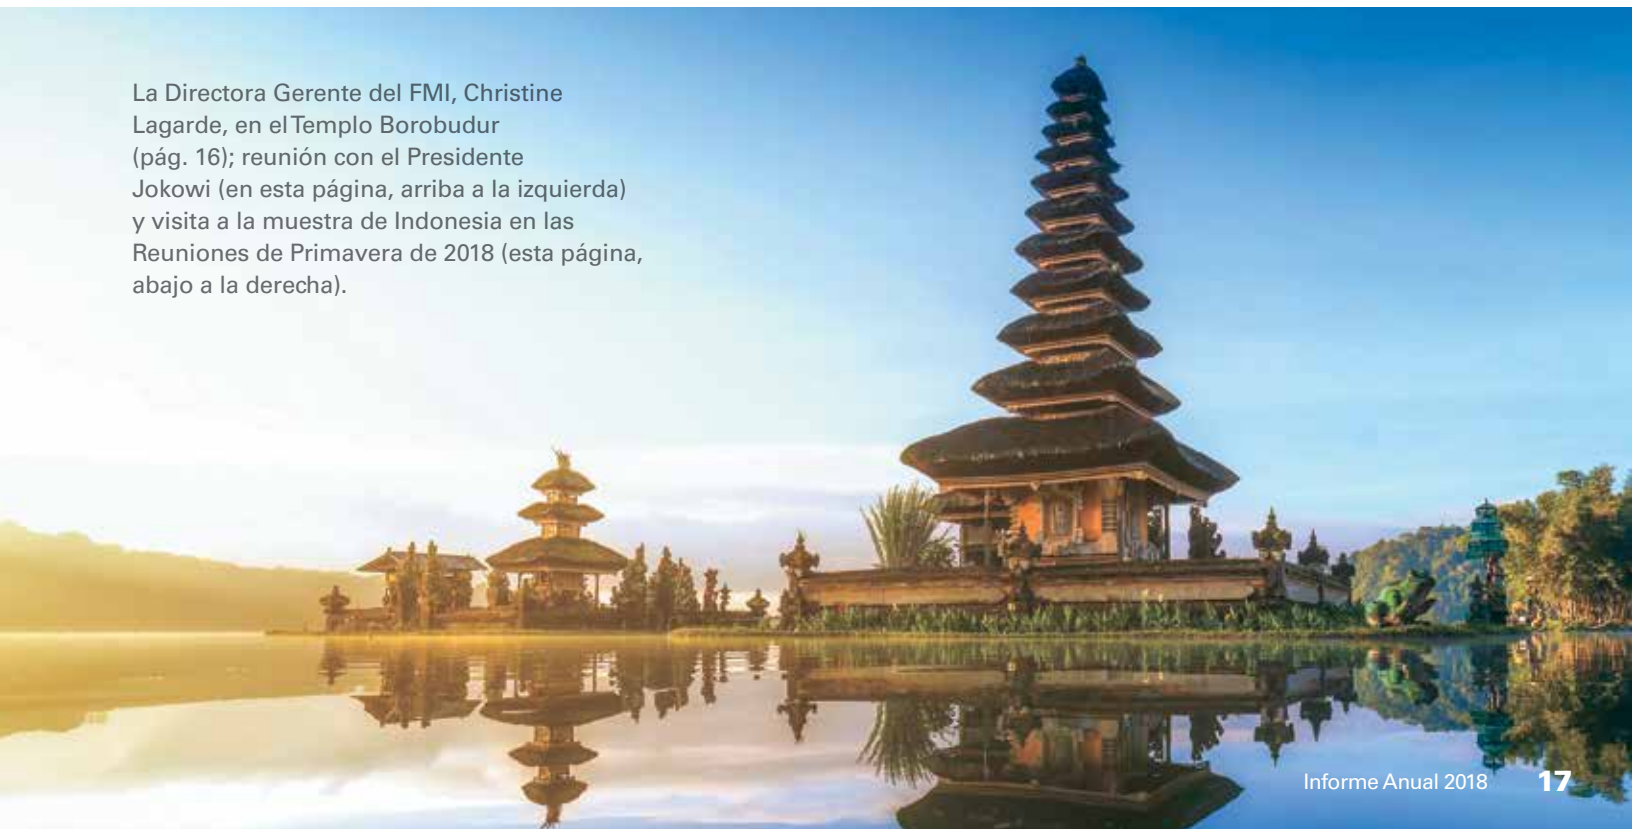 La Directora Gerente del FMI, Christine
Lagarde, en el Templo Borobudur
(pág. 16); reunión con el Presidente
Jokowi (en esta página, arriba a la izquierda)
y visita a la muestra de Indonesia en las
Reuniones de Primavera de 2018 (esta página,
abajo a la derecha).
Informe Anual 2018 17